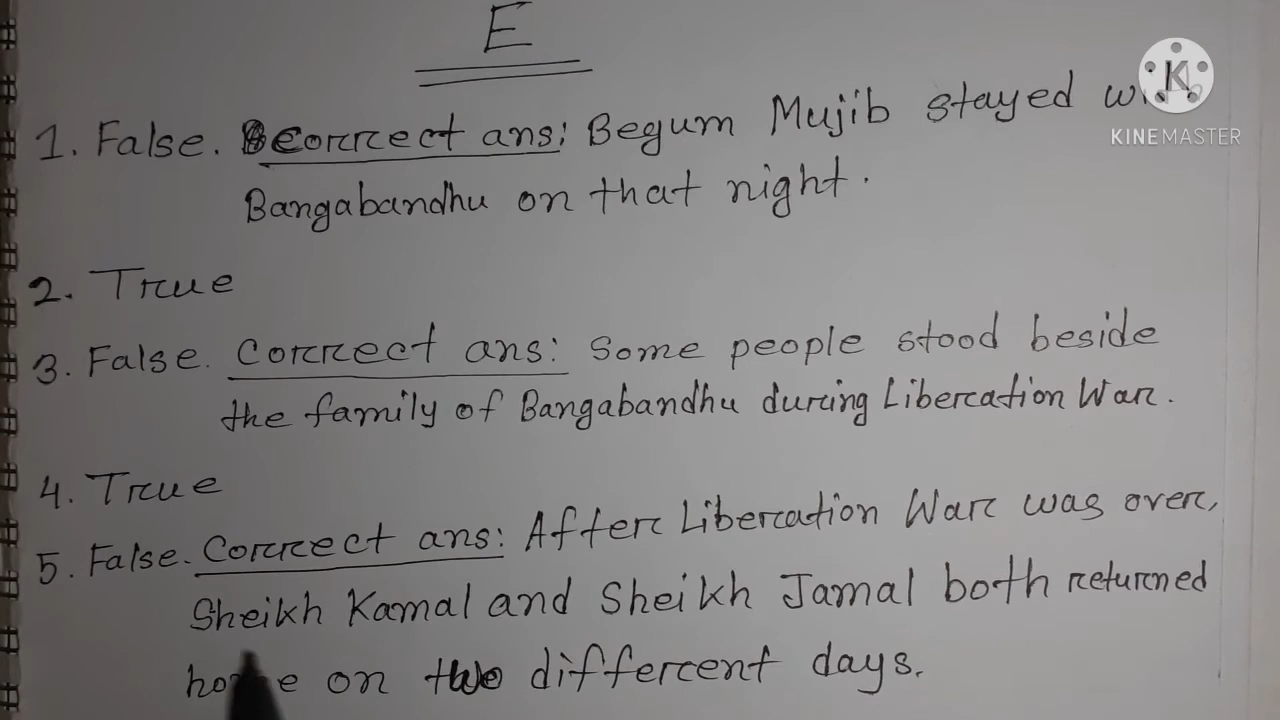 E
1. False. Correct ans: Begum Mujib stayed with
Bangabandhu on that night.
2. True
3. False. Correct ans: Some people stood beside
the family of Bangabandhu during Liberation War.
4. True
5. False. Correct ans: After Liberation War was over,
Sheikh Kamal and Sheikh Jamal both returned
home on two different days.
K
KINEMASTER